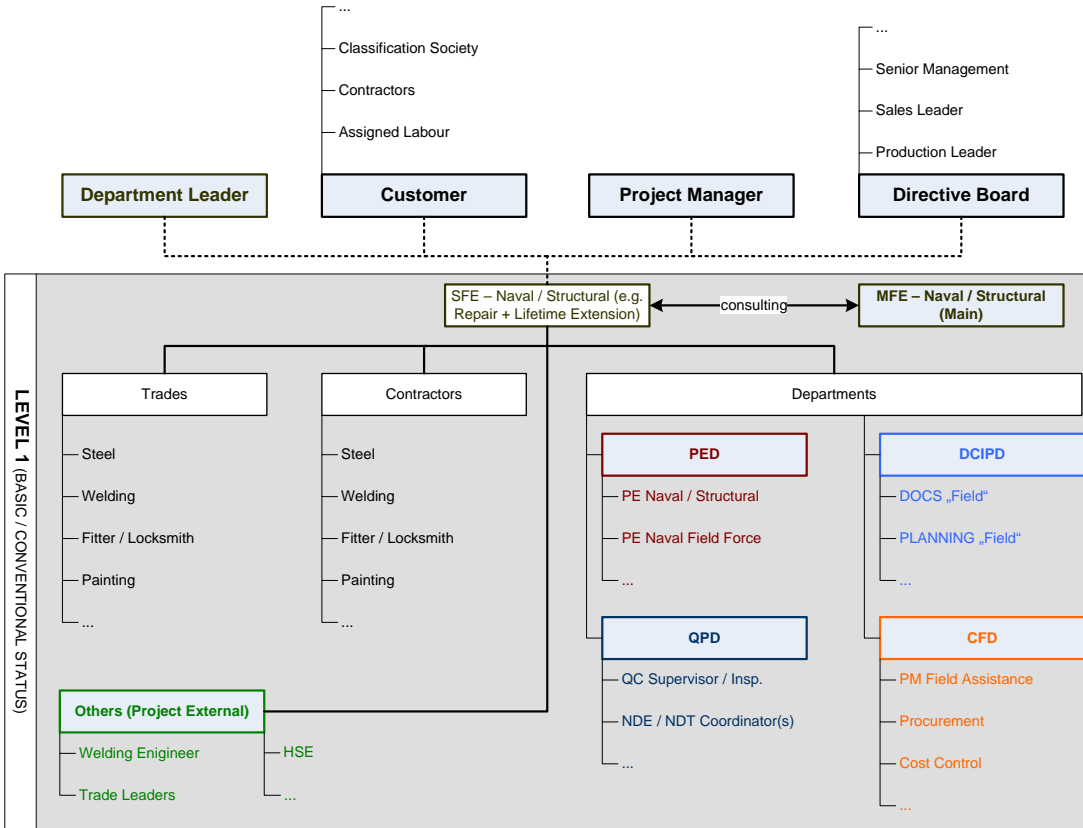 ...
Classification Society
Contractors
Assigned Labour
...
Senior Management
Sales Leader
Production Leader
Department Leader
Customer
Project Manager
Directive Board
LEVEL 1 (BASIC / CONVENTIONAL STATUS)
SFE – Naval / Structural (e.g.
Repair + Lifetime Extension)
consulting
MFE – Naval / Structural
(Main)
Trades
Steel
Welding
Fitter / Locksmith
Painting
...
Contractors
Steel
Welding
Fitter / Locksmith
Painting
...
Departments
PED
PE Naval / Structural
PE Naval Field Force
...
DCIPD
DOCS „Field“
PLANNING „Field“
...
QPD
QC Supervisor / Insp.
NDE / NDT Coordinator(s)
...
CFD
PM Field Assistance
Procurement
Cost Control
...
Others (Project External)
Welding Enigineer
Trade Leaders
HSE
...